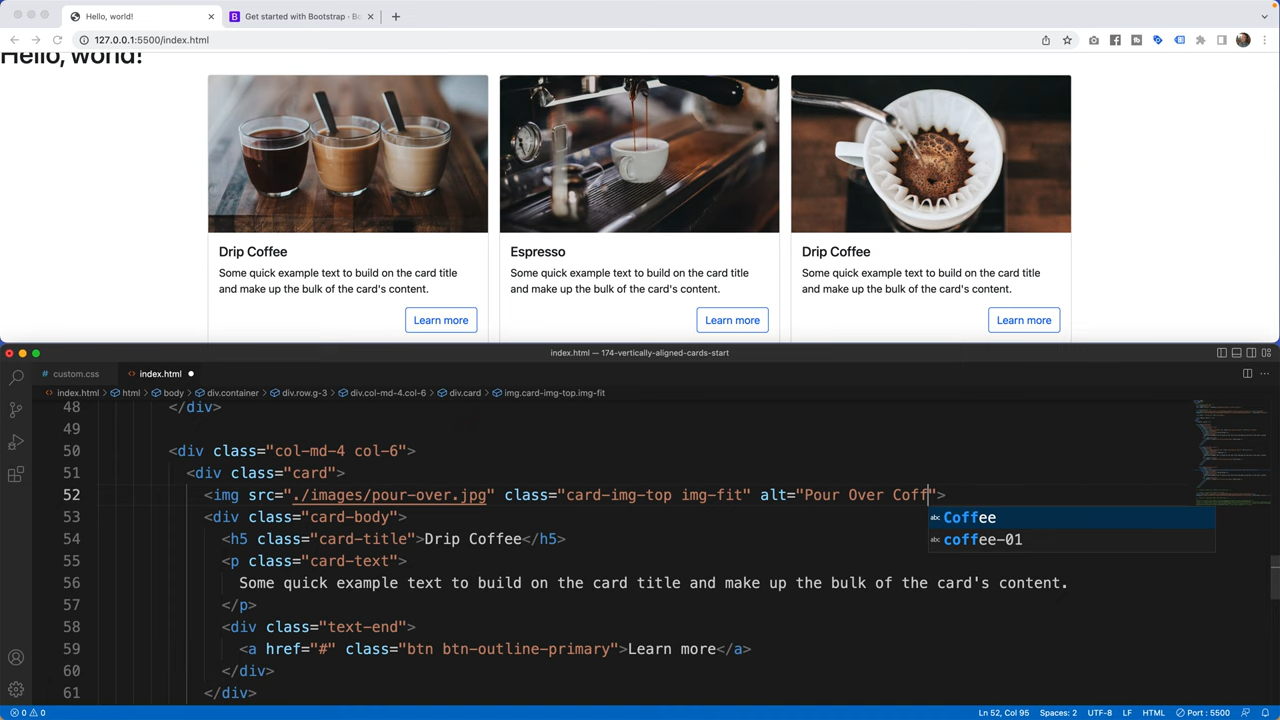 Hello, world!
Get started with Bootstrap · Bo
127.0.0.1:5500/index.html
Hello, world!
Drip Coffee
Some quick example text to build on the card title
and make up the bulk of the card's content.
Learn more
Espresso
Some quick example text to build on the card title
and make up the bulk of the card's content.
Learn more
Drip Coffee
Some quick example text to build on the card title
and make up the bulk of the card's content.
Learn more
index.html — 174-vertically-aligned-cards-start
# custom.css
index.html
index.html > html > body > div.container > div.row.g-3 > div.col-md-4.col-6 > div.card > img.card-img-top.img-fit
48 </div>
49
50 <div class="col-md-4 col-6">
51 <div class="card">
52 <img src="./images/pour-over.jpg" class="card-img-top img-fit" alt="Pour Over Coff">
abc Coffee
abc coffee-01
53 <div class="card-body">
54 <h5 class="card-title">Drip Coffee</h5>
55 <p class="card-text">
56 Some quick example text to build on the card title and make up the bulk of the card's content.
57 </p>
58 <div class="text-end">
59 <a href="#" class="btn btn-outline-primary">Learn more</a>
60 </div>
61 </div>
0 0 Ln 52, Col 95 Spaces: 2 UTF-8 LF HTML Port : 5500